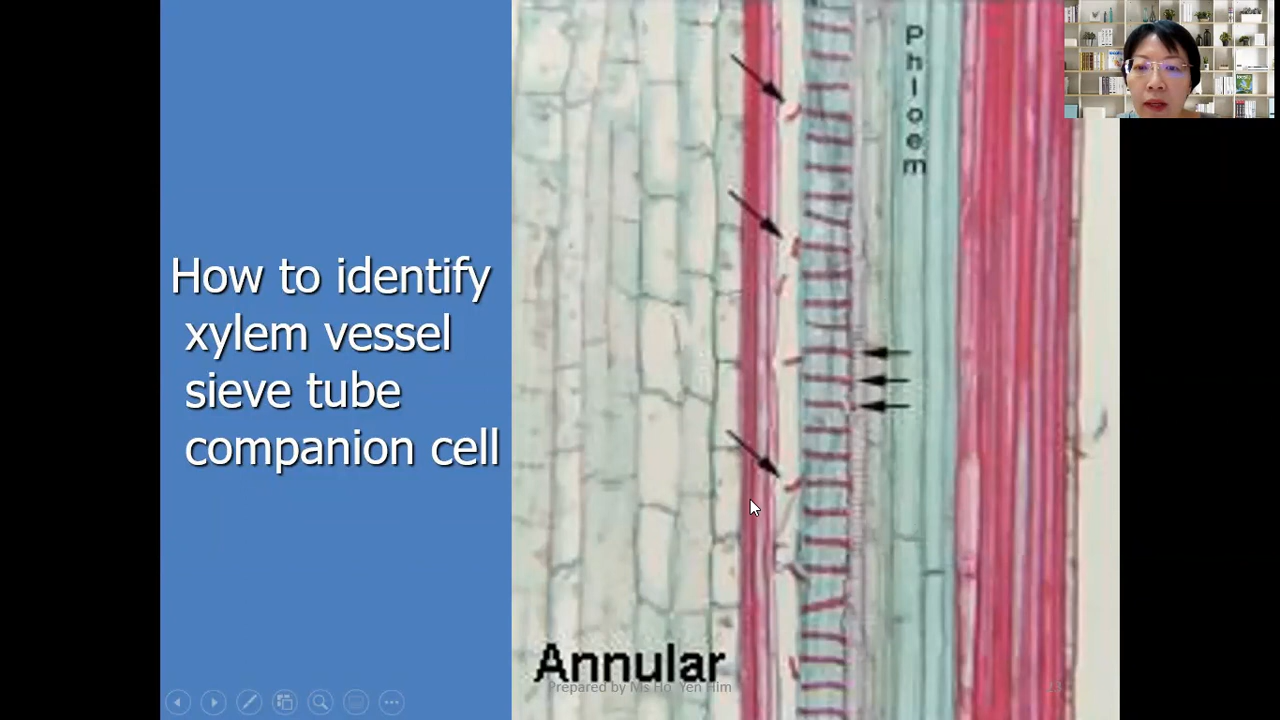 How to identify
xylem vessel
sieve tube
companion cell
Phloem
Annular
Prepared by Ms Ho Yen Him